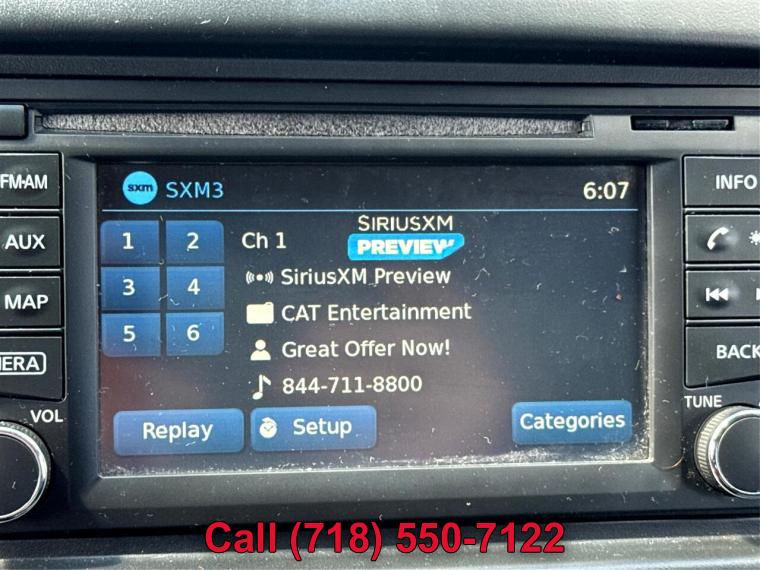 FM·AM
AUX
MAP
ERA
VOL
sxm SXM3 6:07
1 2
3 4
5 6
Ch 1
SIRIUSXM
PREVIEW
SiriusXM Preview
CAT Entertainment
Great Offer Now!
844-711-8800
Replay
Setup
Categories
INFO
BACK
TUNE
Call (718) 550-7122